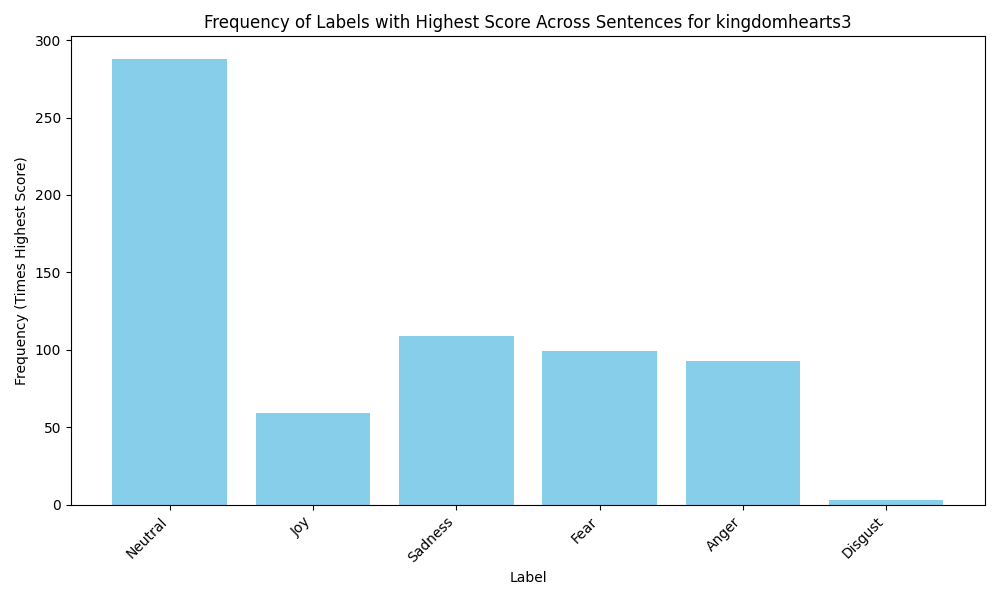 Frequency of Labels with Highest Score Across Sentences for kingdomhearts3
Frequency (Times Highest Score)
300
250
200
150
100
50
0
Neutral
Joy
Sadness
Fear
Anger
Disgust
Label